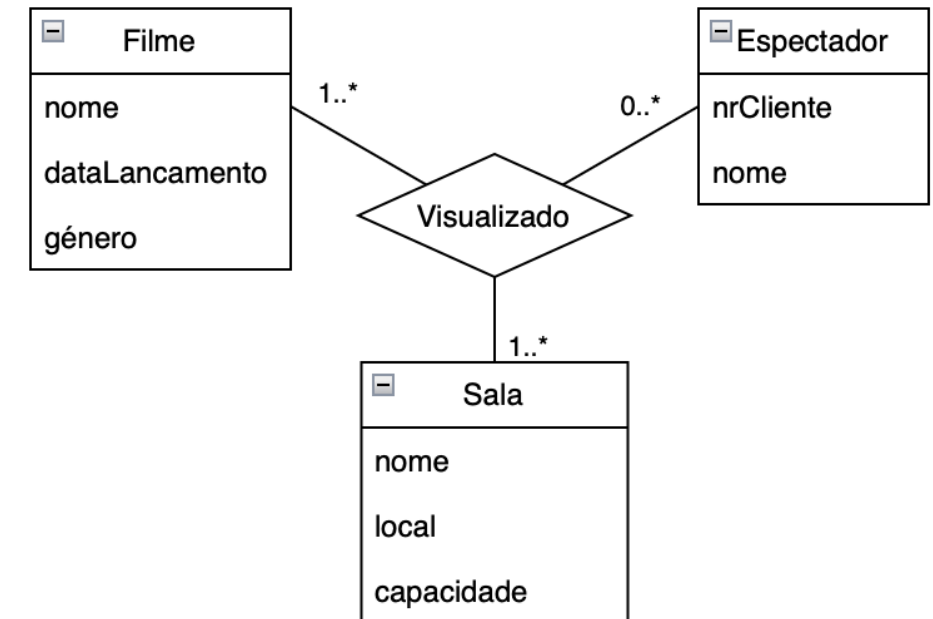 Filme
nome
dataLancamento
género
1..*
Espectador
nrCliente
nome
0..*
Visualizado
1..*
Sala
nome
local
capacidade